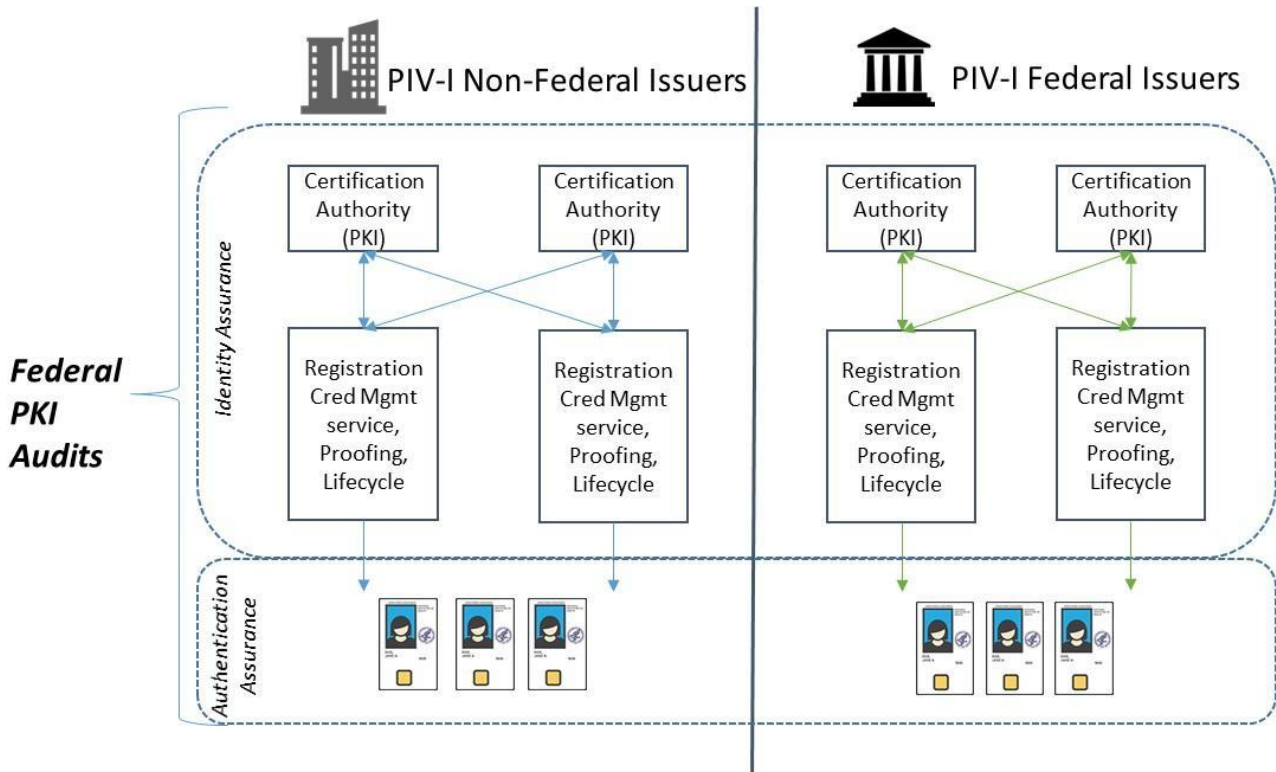 PIV-I Non-Federal Issuers
PIV-I Federal Issuers
Certification
Authority
(PKI)
Certification
Authority
(PKI)
Certification
Authority
(PKI)
Certification
Authority
(PKI)
Identity Assurance
Federal
PKI
Audits
Registration
Cred Mgmt
service,
Proofing,
Lifecycle
Registration
Cred Mgmt
service,
Proofing,
Lifecycle
Registration
Cred Mgmt
service,
Proofing,
Lifecycle
Registration
Cred Mgmt
service,
Proofing,
Lifecycle
Authentication
Assurance